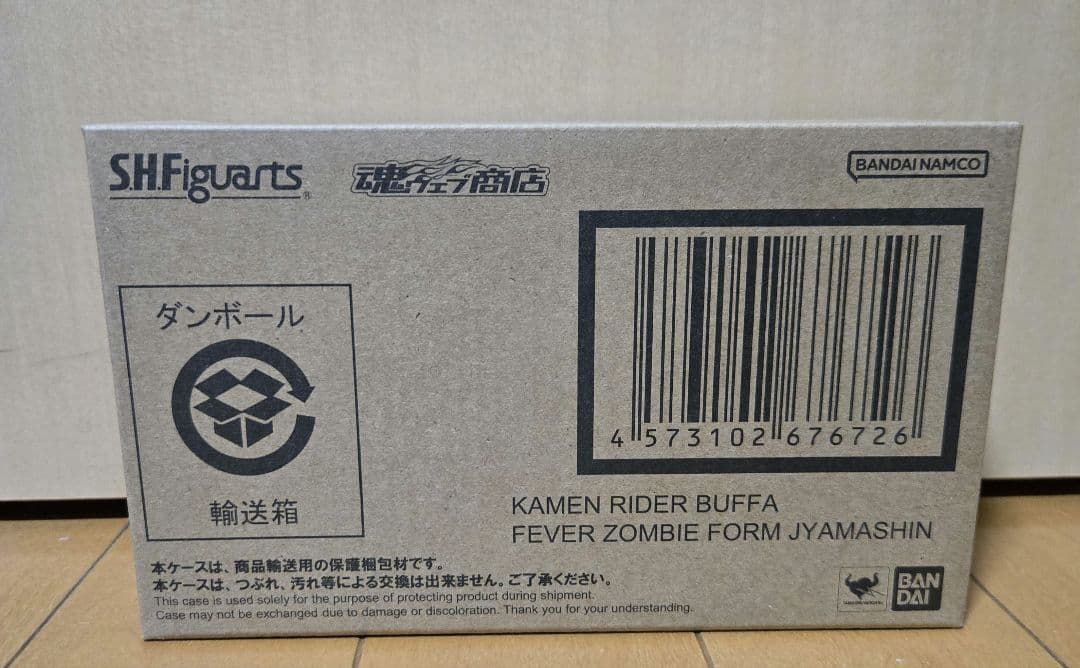 S.H.Figuarts®
魂ウェブ商店
BANDAI NAMCO
ダンボール
輸送箱
4 573102 676726
KAMEN RIDER BUFFA
FEVER ZOMBIE FORM JYAMASHIN
本ケースは、商品輸送用の保護梱包材です。
本ケースは、つぶれ、汚れ等による交換は出来ません。ご了承ください。
This case is used solely for the purpose of protecting product during shipment.
Case may not be exchanged due to damage or discoloration. Thank you for your understanding.
BAN
DAI